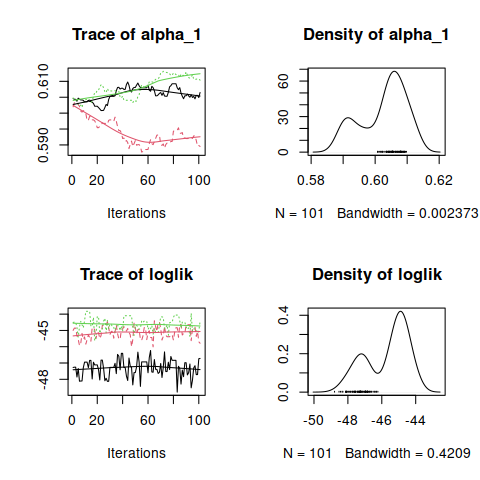 Trace of alpha_1
0.610
0.590
0 20 60 100
Iterations
Density of alpha_1
60
30
0
0.58 0.60 0.62
N = 101 Bandwidth = 0.002373
Trace of loglik
-45
-48
0 20 60 100
Iterations
Density of loglik
0.4
0.2
0.0
-50 -48 -46 -44
N = 101 Bandwidth = 0.4209